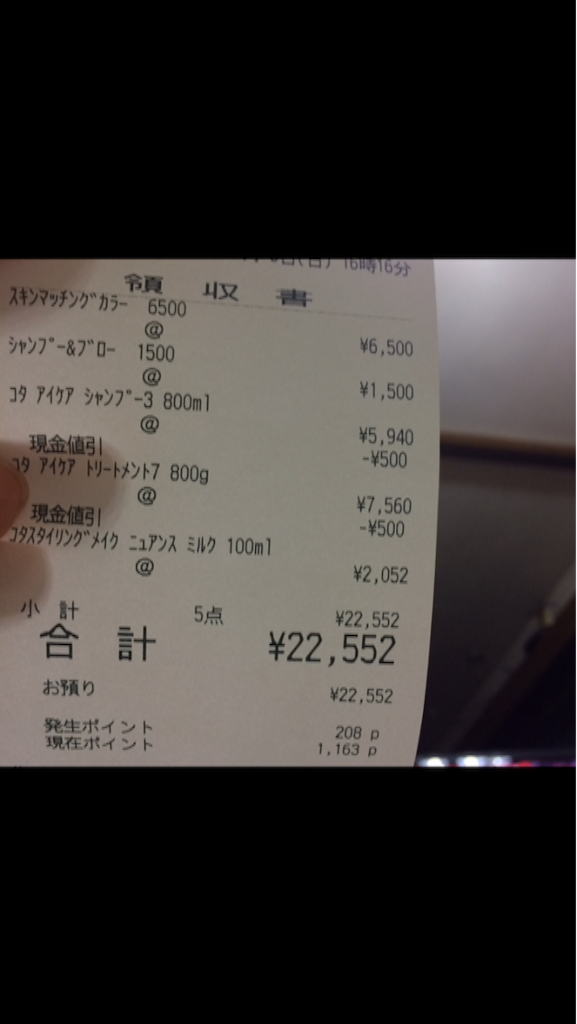 16時16分
領収書
スキンマッチングカラー 6500
@ ¥6,500
シャンプー&ブロー 1500
@ ¥1,500
コタ アイケア シャンプー3 800ml
@ ¥5,940
現金値引 -¥500
コタ アイケア トリートメント7 800g
@ ¥7,560
現金値引 -¥500
コタスタイリングメイク ニュアンス ミルク 100ml
@ ¥2,052
小計 5点 ¥22,552
合計 ¥22,552
お預り ¥22,552
発生ポイント 208 p
現在ポイント 1,163 p